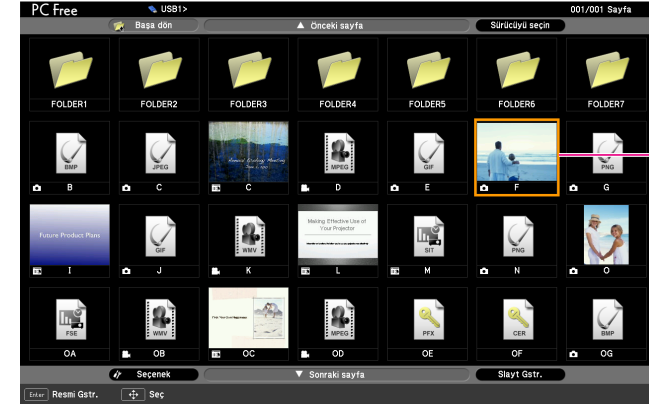 PC Free USB1> 001/001 Sayfa
Başa dön ▲ Önceki sayfa Sürücüyü seçin
FOLDER1 FOLDER2 FOLDER3 FOLDER4 FOLDER5 FOLDER6 FOLDER7
BMP JPEG Annual Ecology Meeting MPEG GIF PNG
B C C D E F G
Future Product Plans GIF WMV Making Effective Use of Your Projector SIT PNG
I J K L M N O
FSE WMV MPEG PFX CER BMP
OA OB OC OD OE OF OG
Seçenek ▼ Sonraki sayfa Slayt Gstr.
Enter Resmi Gstr. Seç